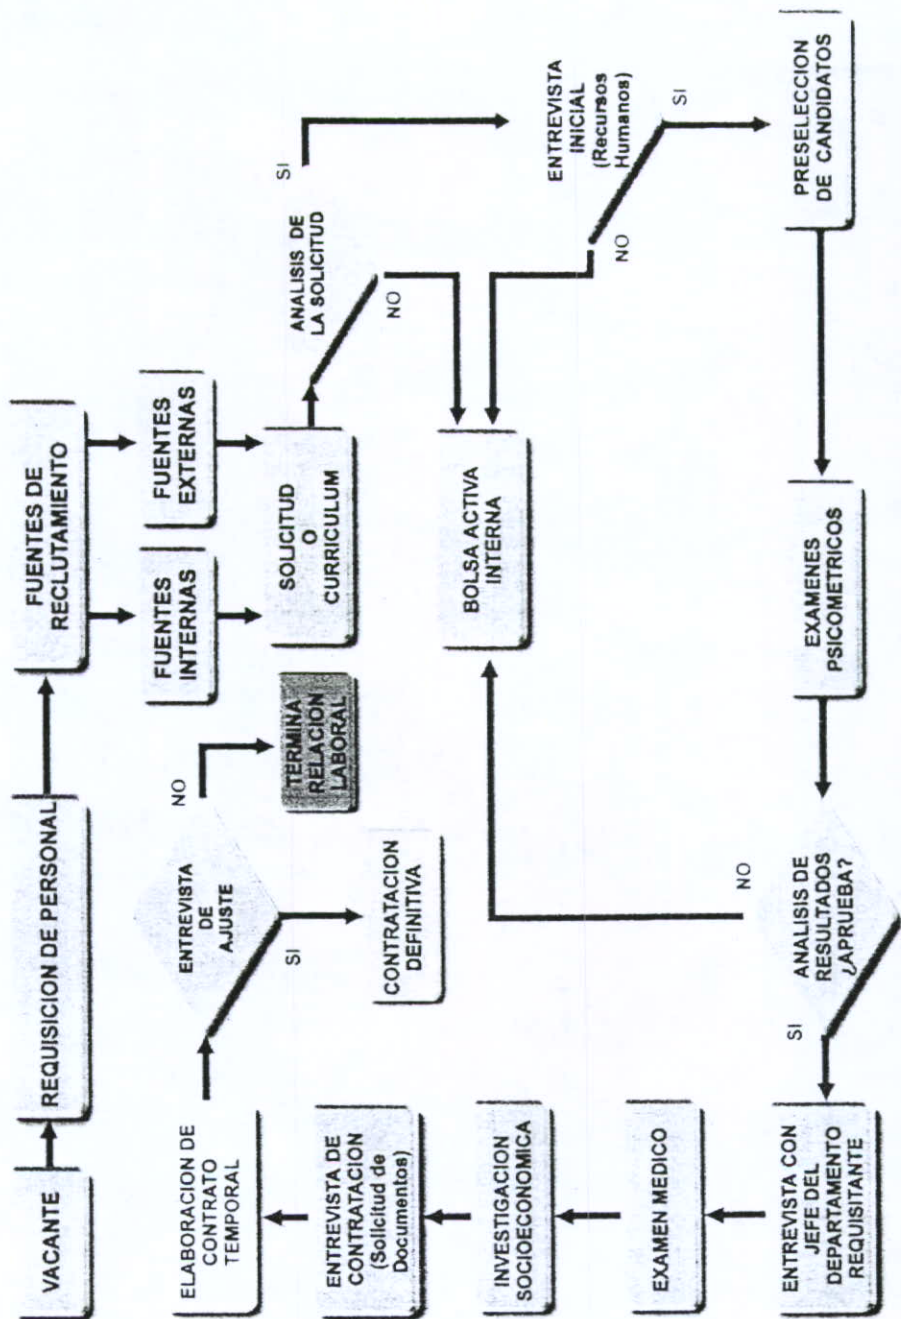 VACANTE
REQUISICION DE PERSONAL
FUENTES DE
RECLUTAMIENTO
FUENTES
INTERNAS
FUENTES
EXTERNAS
SOLICITUD
O
CURRICULUM
ANALISIS DE
LA SOLICITUD
SI
NO
ENTREVISTA
INICIAL
(Recursos
Humanos)
NO
SI
BOLSA ACTIVA
INTERNA
PRESELECCION
DE CANDIDATOS
EXAMENES
PSICOMETRICOS
ANALISIS DE
RESULTADOS
¿APRUEBA?
NO
SI
ENTREVISTA CON
JEFE DEL
DEPARTAMENTO
REQUISITANTE
EXAMEN MEDICO
INVESTIGACION
SOCIOECONOMICA
ENTREVISTA DE
CONTRATACION
(Solicitud de
Documentos)
ELABORACION DE
CONTRATO
TEMPORAL
ENTREVISTA
DE
AJUSTE
NO
SI
TERMINA
RELACION
LABORAL
CONTRATACION
DEFINITIVA